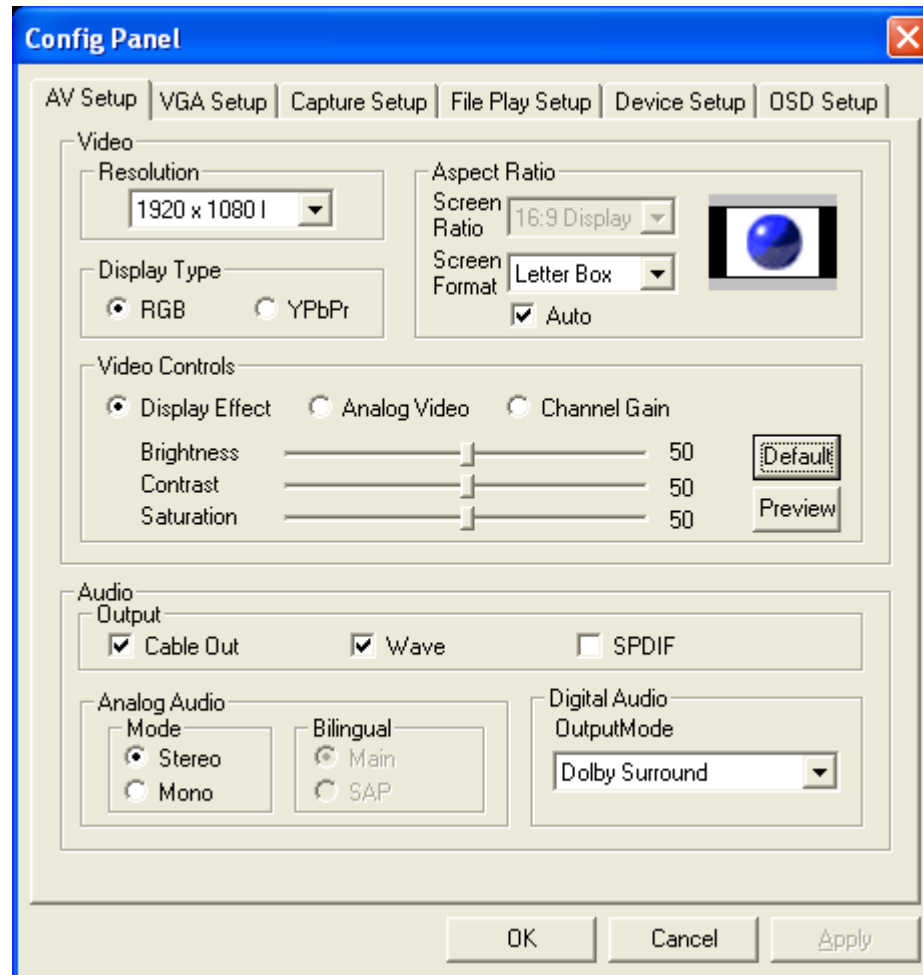 Config Panel
AV Setup VGA Setup Capture Setup File Play Setup Device Setup OSD Setup
Video
Resolution
1920 x 1080 I
Display Type
RGB YPbPr
Aspect Ratio
Screen Ratio 16:9 Display
Screen Format Letter Box
Auto
Video Controls
Display Effect Analog Video Channel Gain
Brightness 50
Contrast 50
Saturation 50
Default
Preview
Audio
Output
Cable Out Wave SPDIF
Analog Audio
Mode
Stereo
Mono
Bilingual
Main
SAP
Digital Audio
OutputMode
Dolby Surround
OK Cancel Apply